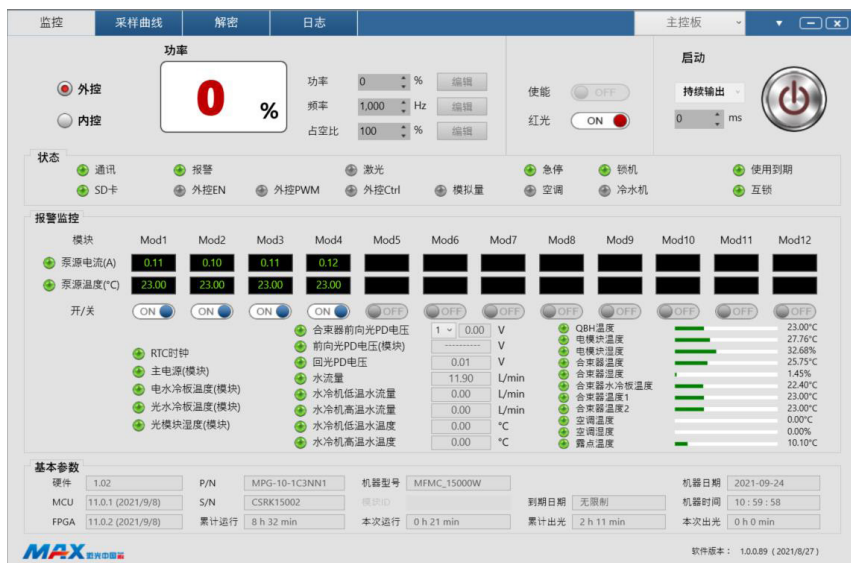 监控 采样曲线 解密 日志 主控板
功率 启动
外控 0 % 功率 0 % 编辑 使能 OFF 持续输出
内控 频率 1,000 Hz 编辑 红光 ON 0 ms
占空比 100 % 编辑
状态
通讯 报警 激光 急停 锁机 使用到期
SD卡 外控EN 外控PWM 外控Ctrl 模拟量 空调 冷水机 互锁
报警监控
模块 Mod1 Mod2 Mod3 Mod4 Mod5 Mod6 Mod7 Mod8 Mod9 Mod10 Mod11 Mod12
泵源电流(A) 0.11 0.10 0.11 0.12
泵源温度(°C) 23.00 23.00 23.00 23.00
开/关 ON ON ON ON OFF OFF OFF OFF OFF OFF OFF OFF
RTC时钟
主电源(模块)
电水冷板温度(模块)
光水冷板温度(模块)
光模块湿度(模块)
合束器前向光PD电压 1 0.00 V
前向光PD电压(模块) ---------- V
回光PD电压 0.01 V
水流量 11.90 L/min
水冷机低温水流量 0.00 L/min
水冷机高温水流量 0.00 L/min
水冷机低温水温度 0.00 °C
水冷机高温水温度 0.00 °C
QBH温度 23.00°C
电模块温度 27.76°C
电模块湿度 32.68%
合束器温度 25.75°C
合束器湿度 1.45%
合束器水冷板温度 22.40°C
合束器温度1 23.00°C
合束器温度2 23.00°C
空调温度 0.00°C
空调湿度 0.00%
露点温度 10.10°C
基本参数
硬件 1.02 P/N MPG-10-1C3NN1 机器型号 MFMC_15000W 机器日期 2021-09-24
MCU 11.0.1 (2021/9/8) S/N CSRK15002 模块ID 到期日期 无限制 机器时间 10 : 59 : 58
FPGA 11.0.2 (2021/9/8) 累计运行 8 h 32 min 本次运行 0 h 21 min 累计出光 2 h 11 min 本次出光 0 h 0 min
MAX 激光中国芯 软件版本： 1.0.0.89 ( 2021/8/27 )